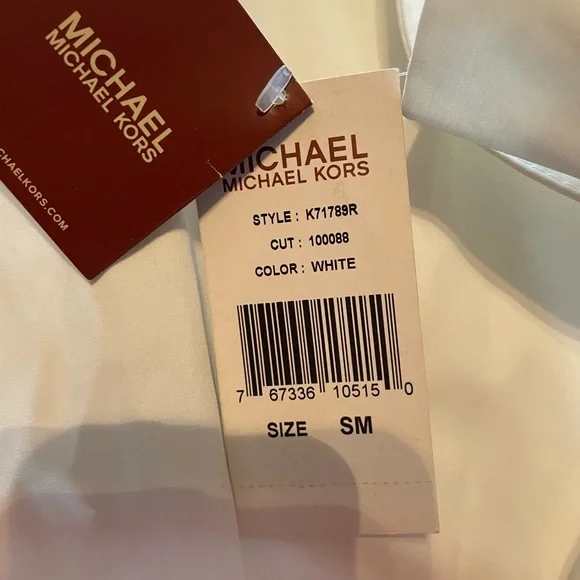 MICHAEL
MICHAEL KORS
MICHAELKORS.COM
MICHAEL
MICHAEL KORS
STYLE : K71789R
CUT : 100088
COLOR : WHITE
7 67336 10515 0
SIZE SM